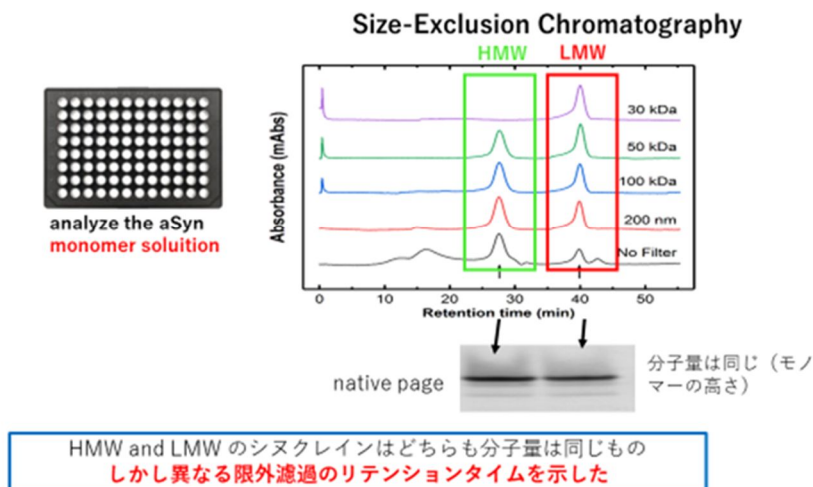 Size-Exclusion Chromatography
HMW
LMW
Absorbance (mAbs)
30 kDa
50 kDa
100 kDa
200 nm
No Filter
0
10
20
30
40
50
Retention time (min)
analyze the aSyn
monomer soluition
native page
分子量は同じ（モノ
マーの高さ）
HMW and LMW のシヌクレインはどちらも分子量は同じもの
しかし異なる限外濾過のリテンションタイムを示した